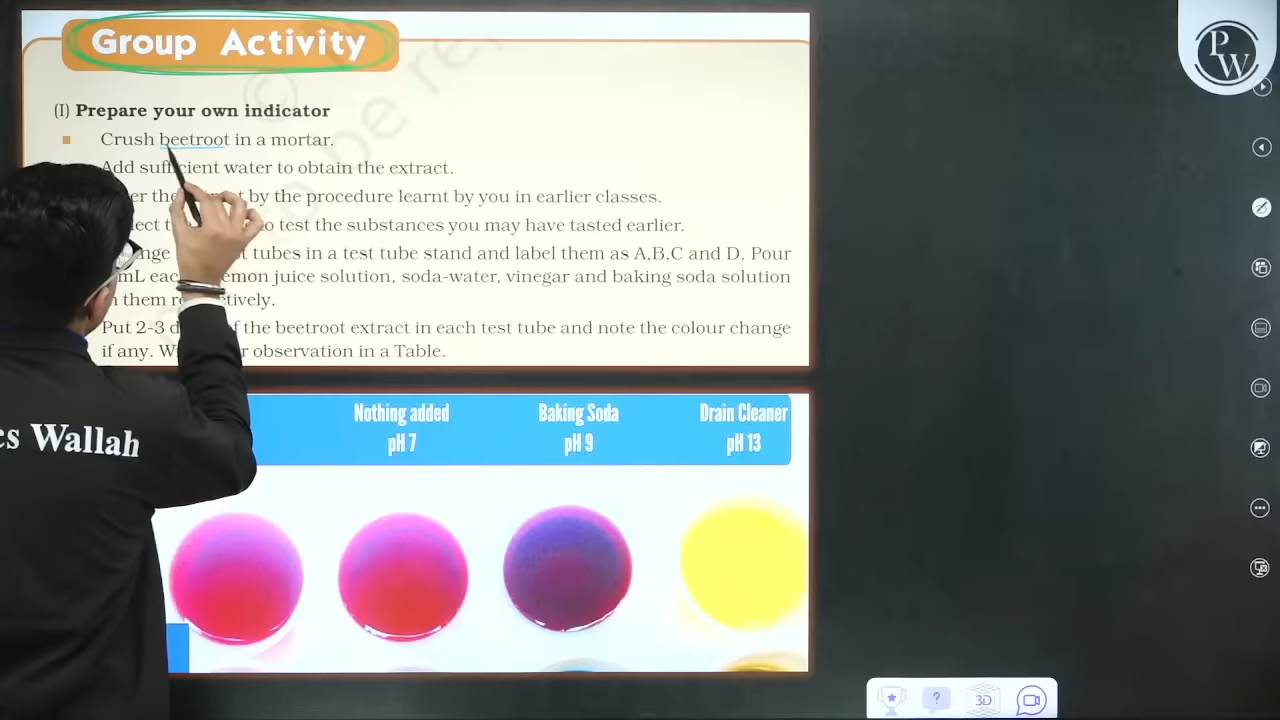 Group Activity
P
W
(I) Prepare your own indicator
Crush beetroot in a mortar.
Add sufficient water to obtain the extract.
by the procedure learnt by you in earlier classes.
to test the substances you may have tasted earlier.
tubes in a test tube stand and label them as A,B,C and D. Pour
mL juice solution, soda-water, vinegar and baking soda solution
them
Put 2-3 of the beetroot extract in each test tube and note the colour change
if any. observation in a Table.
Nothing added Baking Soda Drain Cleaner
pH 7 pH 9 pH 13
Wallah
?
3D